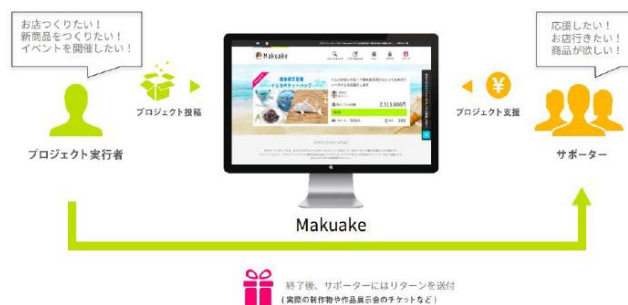 お店つくりたい！
新商品をつくりたい！
イベントを開催したい！
応援したい！
お店行きたい！
商品が欲しい！
Makuake
プロジェクト投稿
プロジェクト支援
プロジェクト実行者
サポーター
Makuake
終了後、サポーターにはリターンを送付
（実際の制作物や作品展示会のチケットなど）